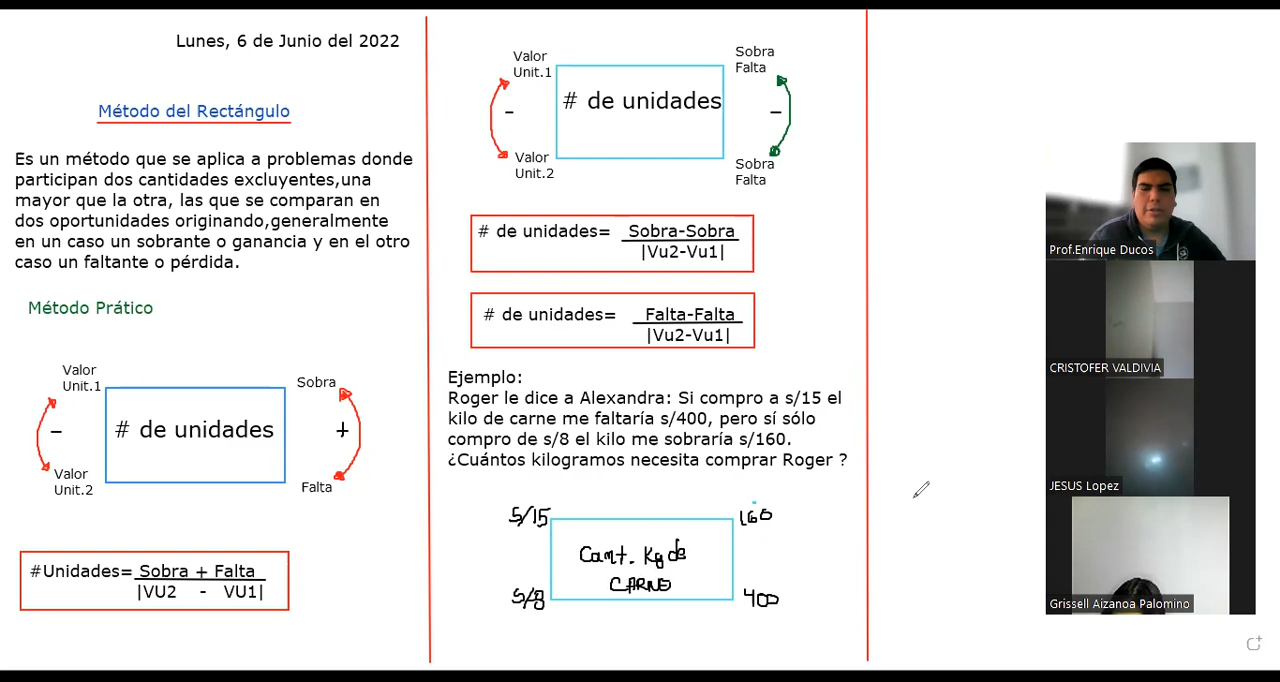 Lunes, 6 de Junio del 2022
Método del Rectángulo
Es un método que se aplica a problemas donde
participan dos cantidades excluyentes,una
mayor que la otra, las que se comparan en
dos oportunidades originando,generalmente
en un caso un sobrante o ganancia y en el otro
caso un faltante o pérdida.
Método Prático
Valor
Unit.1
Sobra
-
# de unidades
+
Valor
Unit.2
Falta
#Unidades= Sobra + Falta
|VU2 - VU1|
Valor
Unit.1
Sobra
Falta
-
# de unidades
-
Valor
Unit.2
Sobra
Falta
# de unidades= Sobra-Sobra
|Vu2-Vu1|
# de unidades= Falta-Falta
|Vu2-Vu1|
Ejemplo:
Roger le dice a Alexandra: Si compro a s/15 el
kilo de carne me faltaría s/400, pero sí sólo
compro de s/8 el kilo me sobraría s/160.
¿Cuántos kilogramos necesita comprar Roger ?
S/15
160
Cant. Kg de
CARNE
S/8
400
Prof.Enrique Ducos
CRISTOFER VALDIVIA
JESUS Lopez
Grissell Aizanoa Palomino